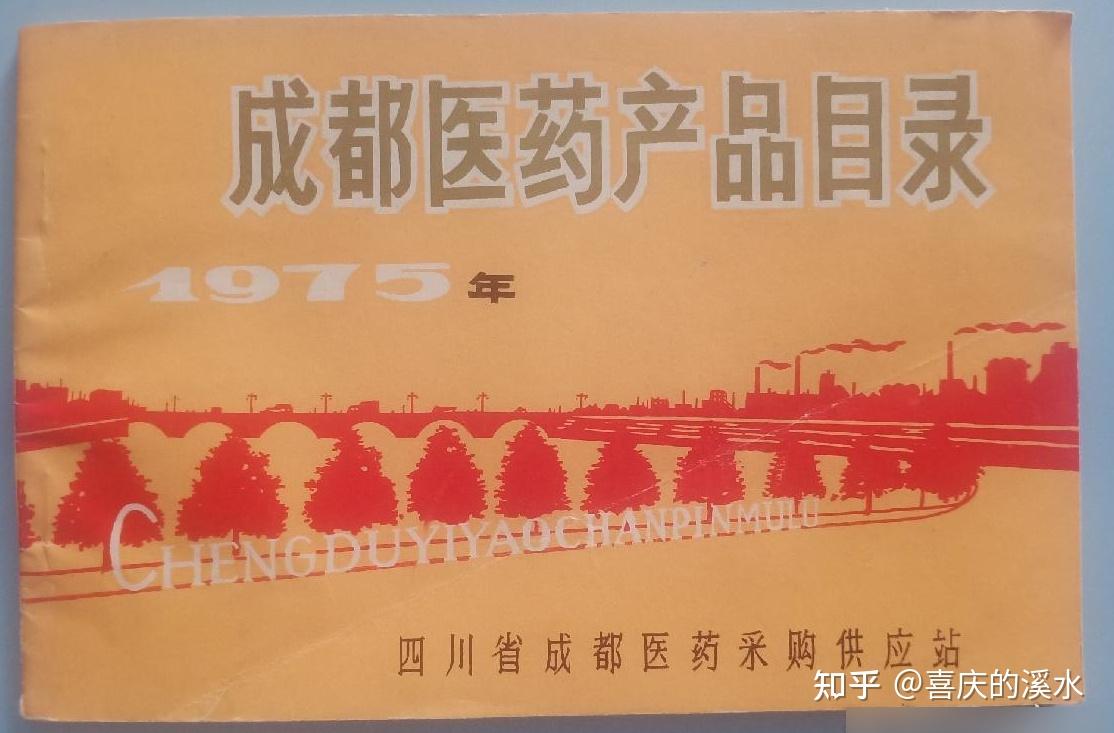 成都医药产品目录
1975年
CHENGDUYIYAOCHANPINMULU
四川省成都医药采购供应站
知乎 @喜庆的溪水